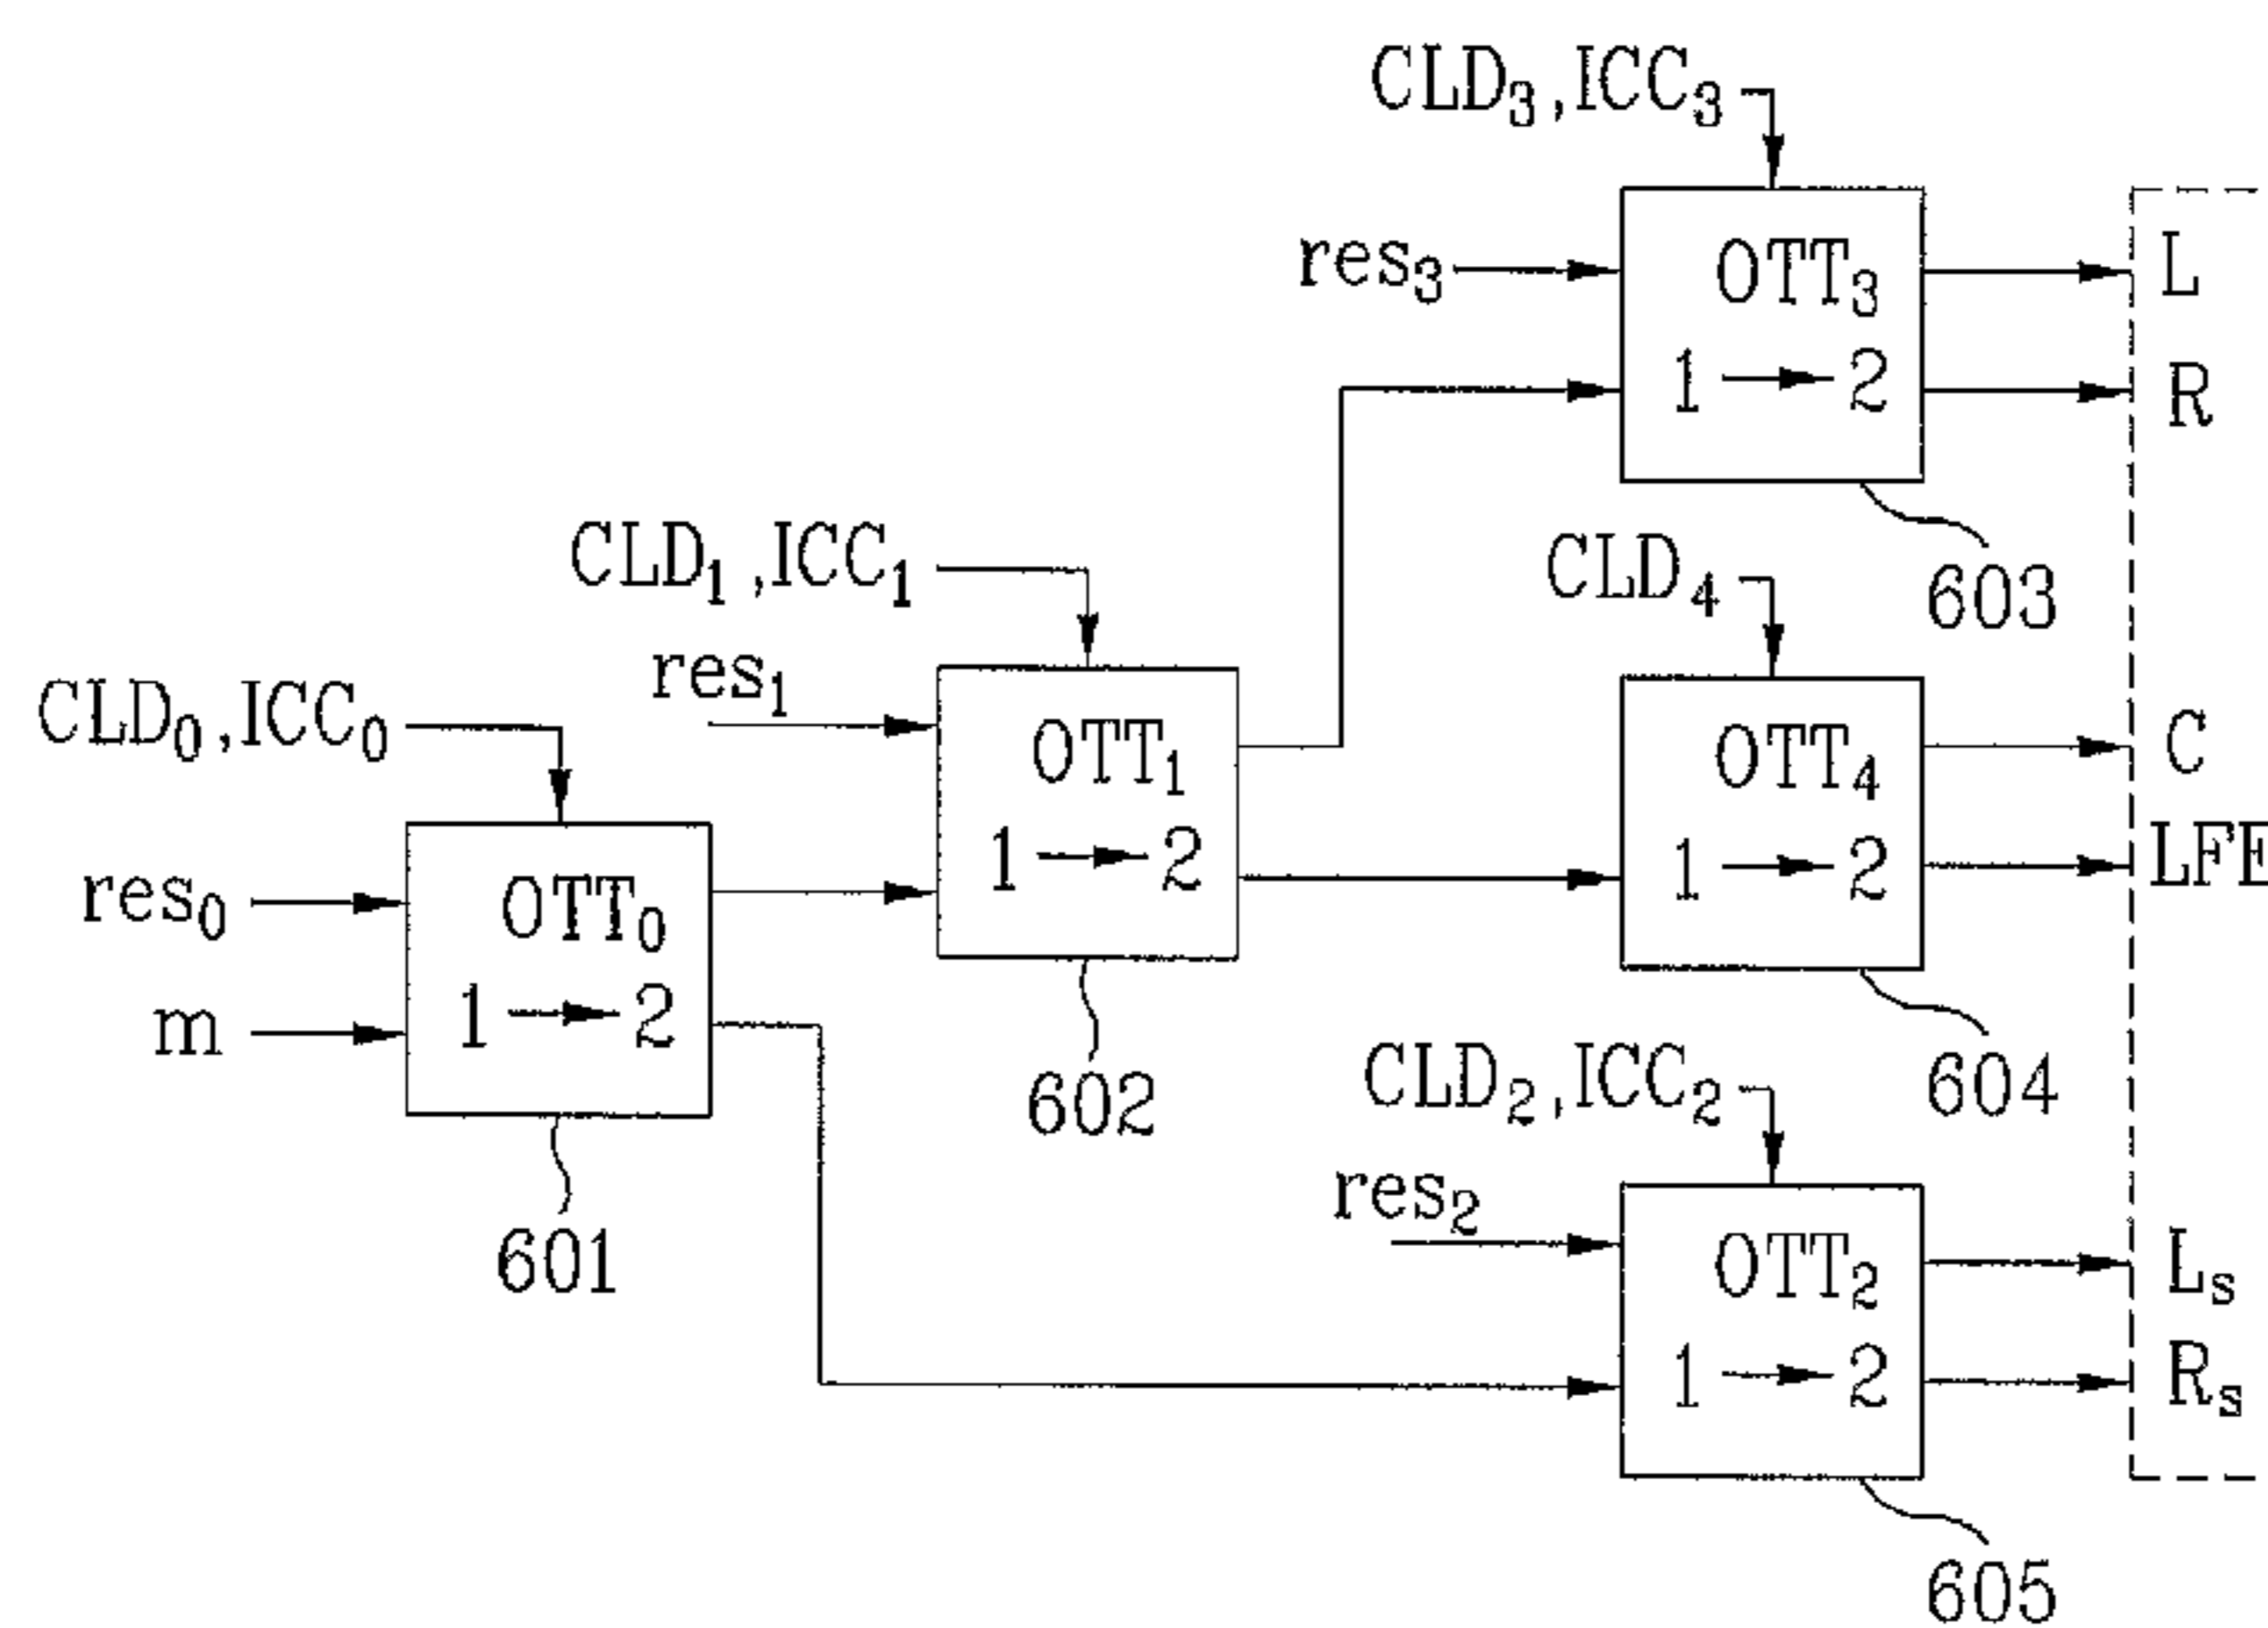 CLD₃,ICC₃
res₃
OTT₃
1 → 2
L
R
603
CLD₁,ICC₁
res₁
OTT₁
1 → 2
602
CLD₄
OTT₄
1 → 2
C
LFE
604
CLD₀,ICC₀
res₀
m
OTT₀
1 → 2
601
CLD₂,ICC₂
res₂
OTT₂
1 → 2
Lₛ
Rₛ
605